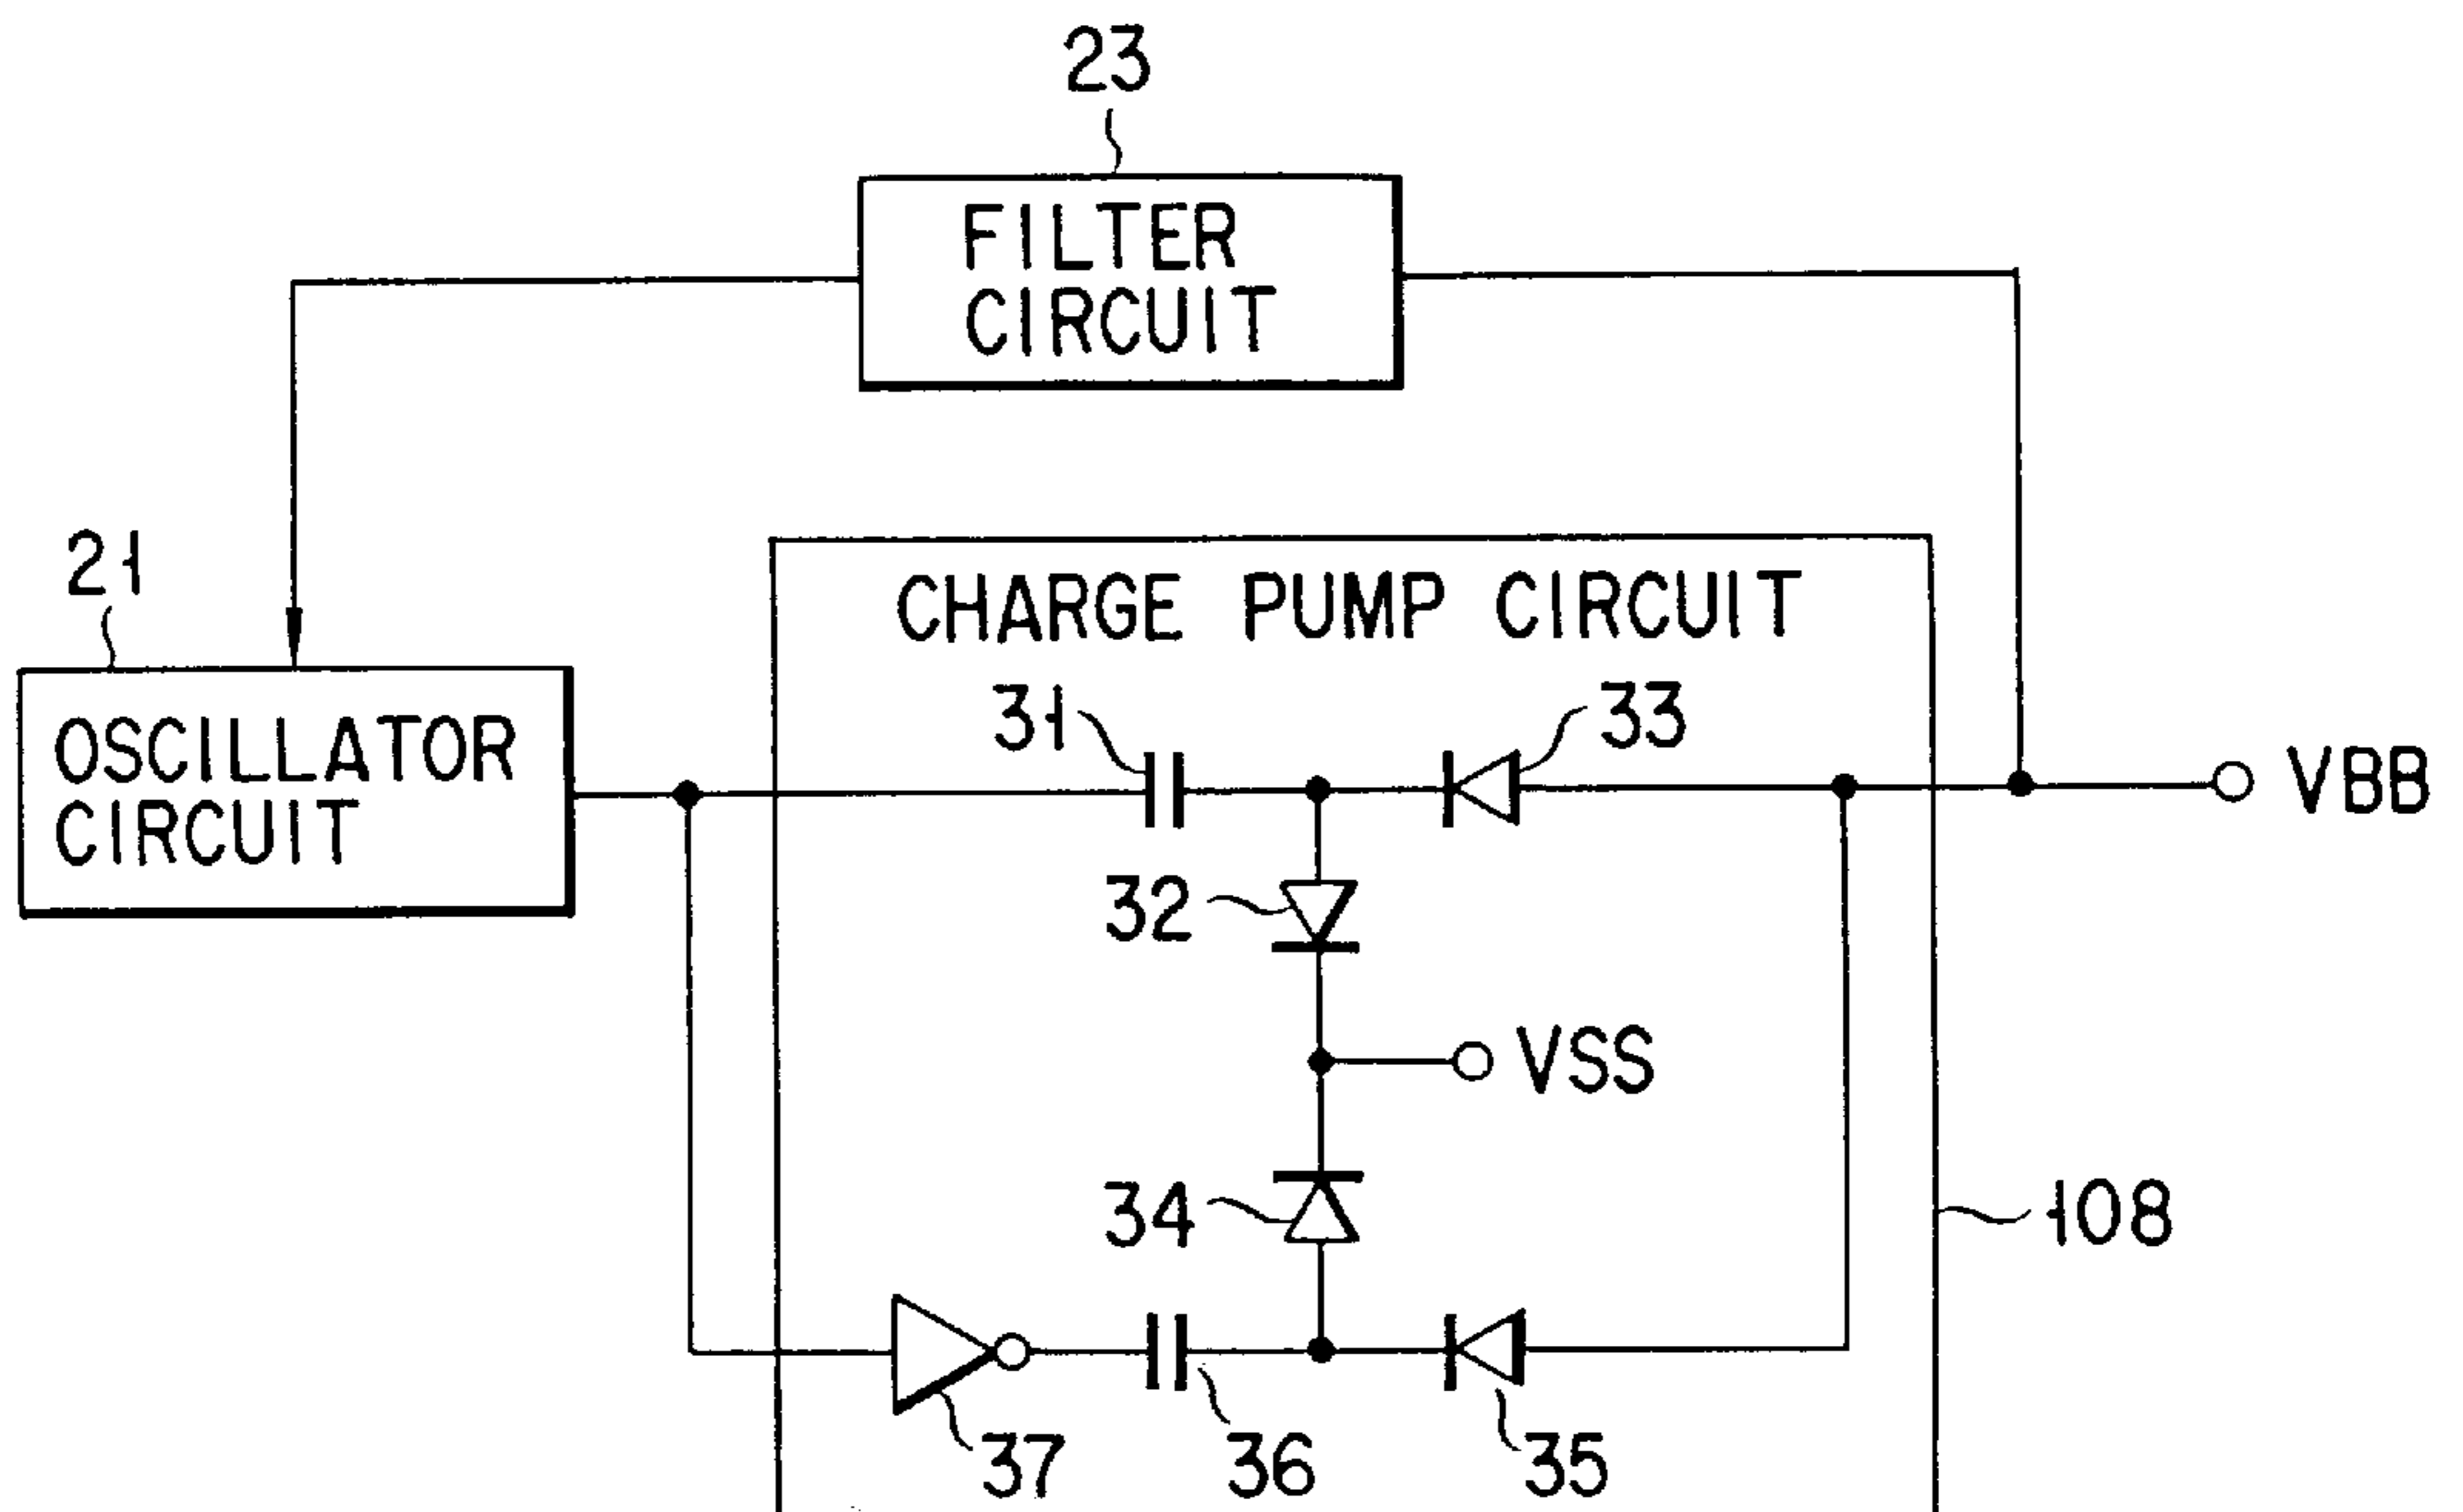 23
FILTER
CIRCUIT
21
CHARGE PUMP CIRCUIT
OSCILLATOR
CIRCUIT
31
33
VBB
32
VSS
34
108
37
36
35